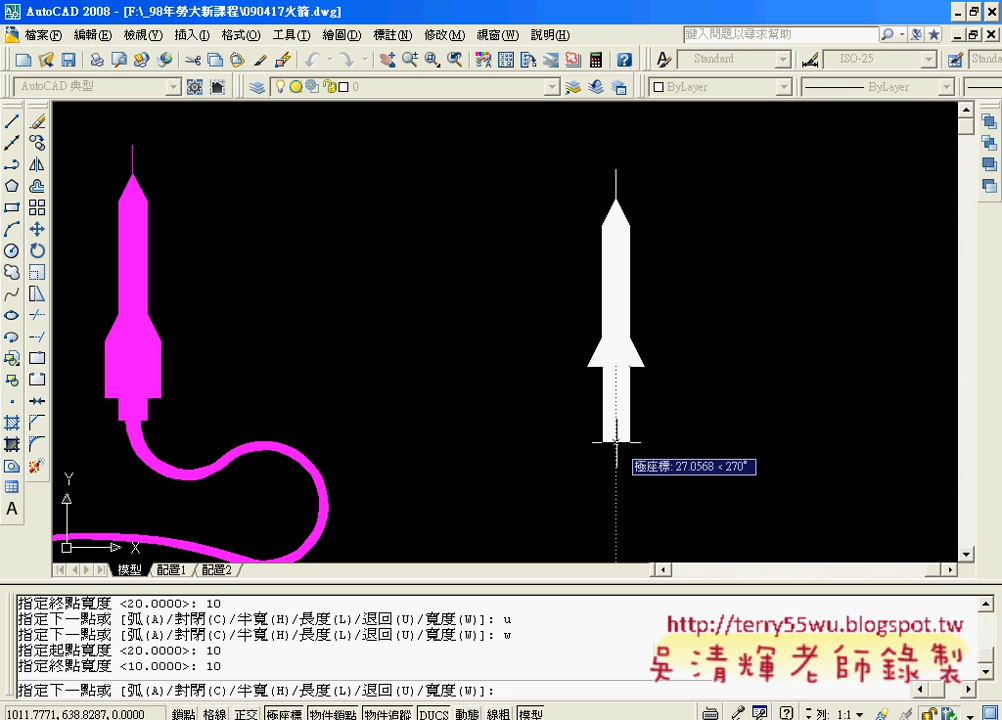 AutoCAD 2008 - [F:\_98年勞大新課程\090417火箭.dwg]
檔案(F) 編輯(E) 檢視(V) 插入(I) 格式(O) 工具(T) 繪圖(D) 標註(N) 修改(M) 視窗(W) 說明(H) 鍵入問題以尋求幫助
Standard ISO-25 Standa
AutoCAD 典型 0 ByLayer ByLayer
極座標: 27.0568 < 270°
Y
X
A
模型 配置1 配置2
指定終點寬度 <20.0000>: 10
指定下一點或 [弧(A)/封閉(C)/半寬(H)/長度(L)/退回(U)/寬度(W)]: u
指定下一點或 [弧(A)/封閉(C)/半寬(H)/長度(L)/退回(U)/寬度(W)]: w
指定起點寬度 <20.0000>: 10
指定終點寬度 <10.0000>: 10
指定下一點或 [弧(A)/封閉(C)/半寬(H)/長度(L)/退回(U)/寬度(W)]:
http://terry55wu.blogspot.tw
吳清輝老師錄製
1011.7771, 638.8287, 0.0000 鎖點 格線 正交 極座標 物件鎖點 物件追蹤 DUCS 動態 線粗 模型 1:1